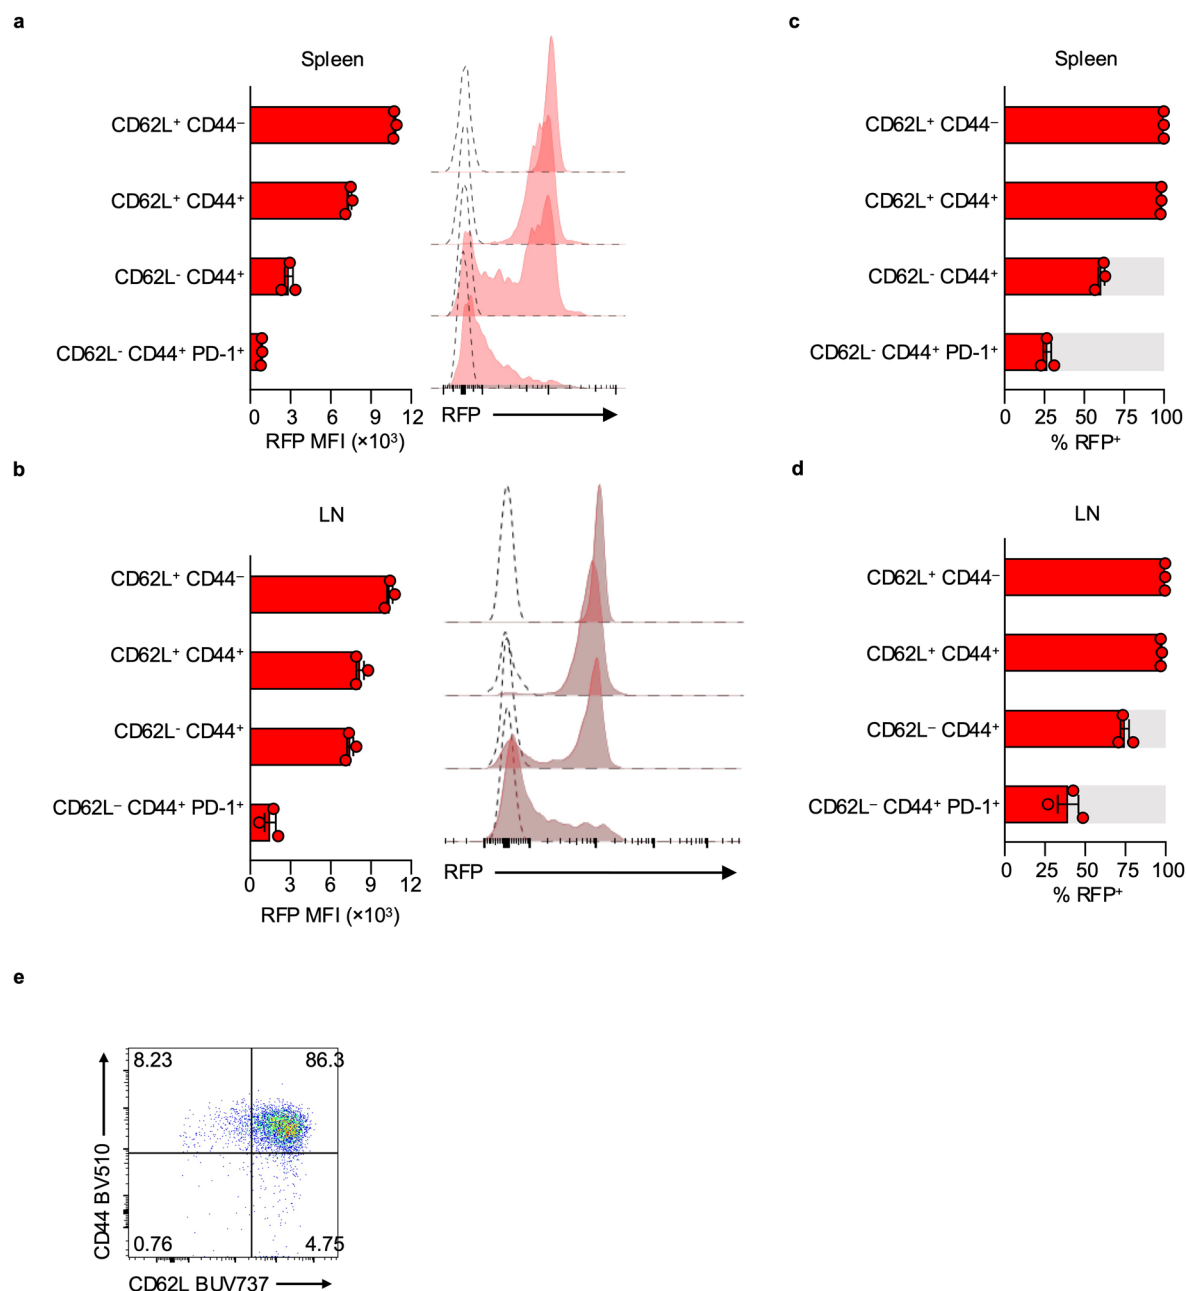 a
Spleen
CD62L⁺ CD44⁻
CD62L⁺ CD44⁺
CD62L⁻ CD44⁺
CD62L⁻ CD44⁺ PD-1⁺
0 3 6 9 12
RFP MFI (×10³)
RFP
c
Spleen
CD62L⁺ CD44⁻
CD62L⁺ CD44⁺
CD62L⁻ CD44⁺
CD62L⁻ CD44⁺ PD-1⁺
0 25 50 75 100
% RFP⁺
b
LN
CD62L⁺ CD44⁻
CD62L⁺ CD44⁺
CD62L⁻ CD44⁺
CD62L⁻ CD44⁺ PD-1⁺
0 3 6 9 12
RFP MFI (×10³)
RFP
d
LN
CD62L⁺ CD44⁻
CD62L⁺ CD44⁺
CD62L⁻ CD44⁺
CD62L⁻ CD44⁺ PD-1⁺
0 25 50 75 100
% RFP⁺
e
8.23 86.3
CD44 BV510
0.76 4.75
CD62L BUV737